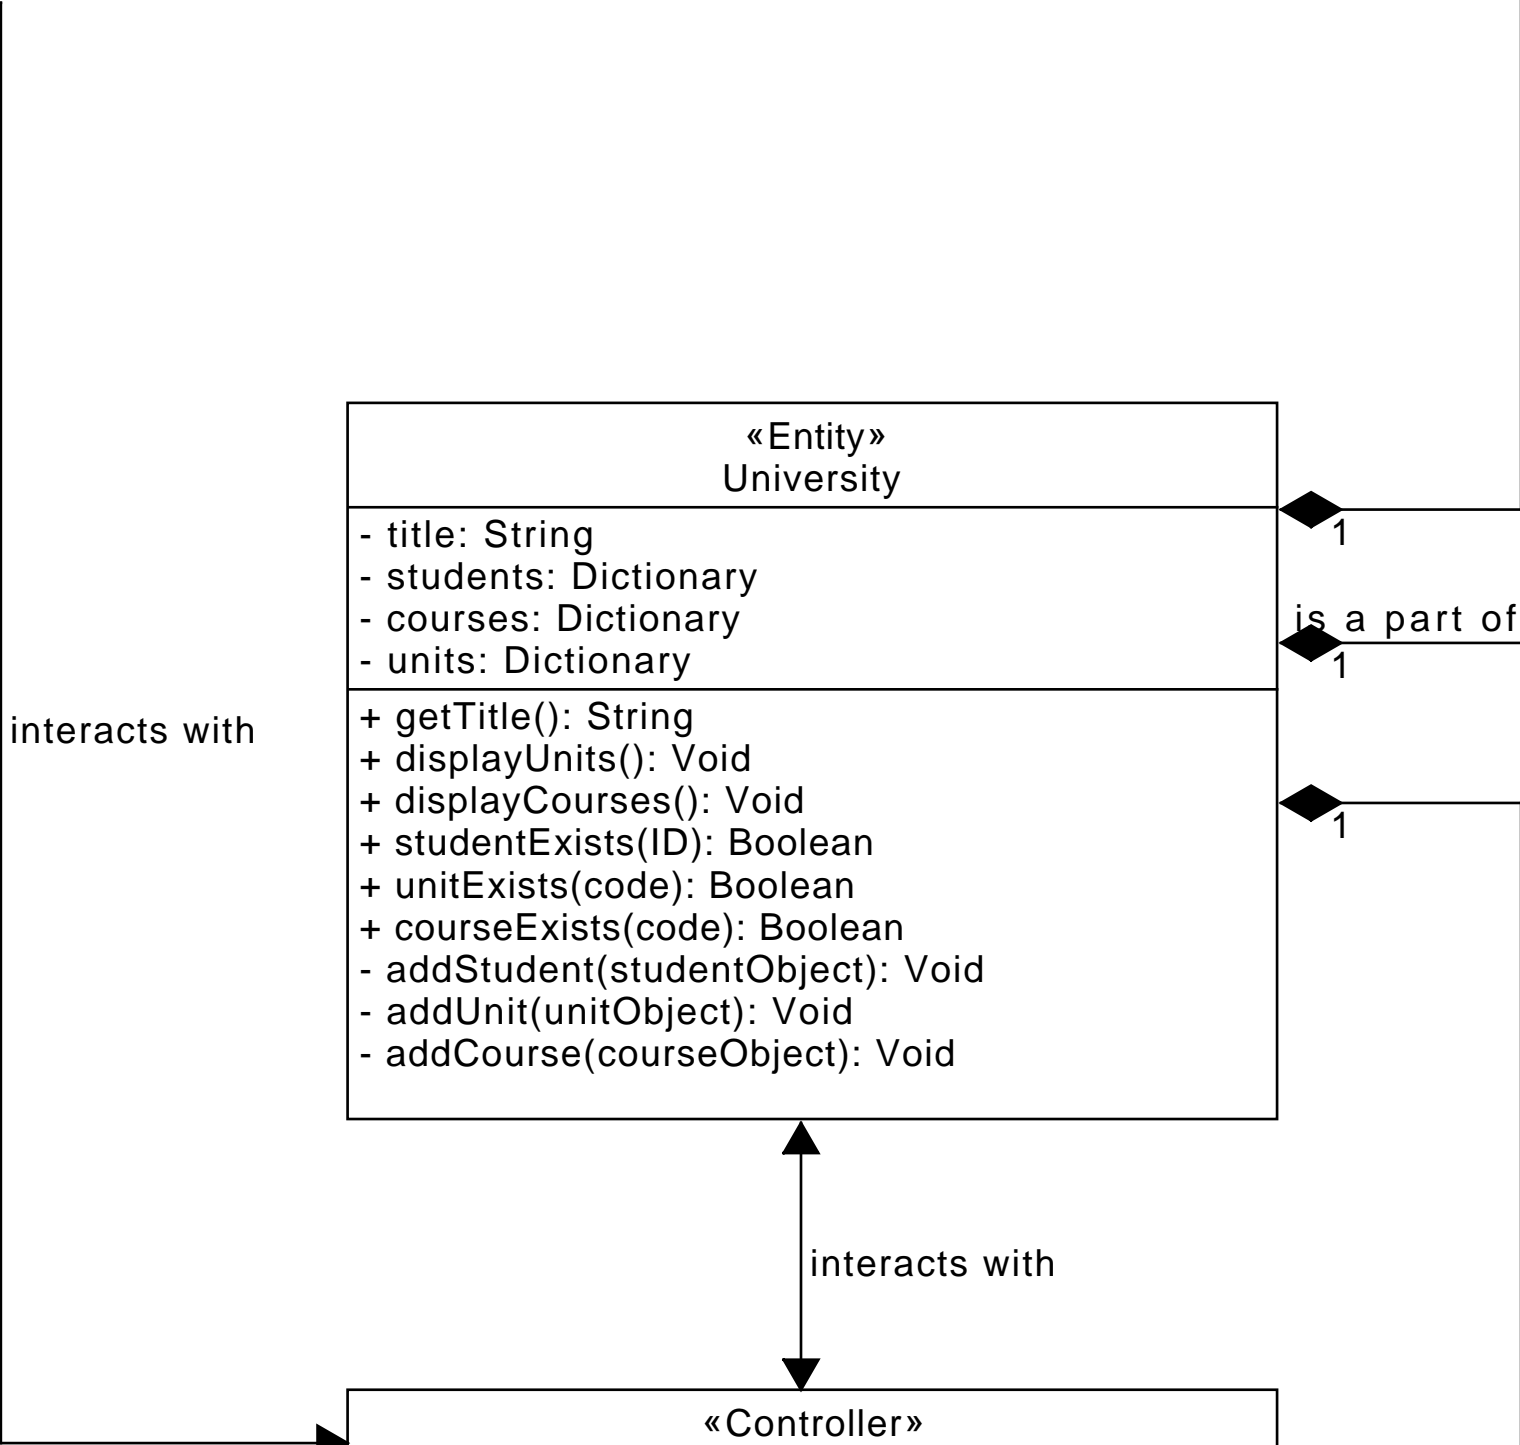 «Entity»
University
- title: String
- students: Dictionary
- courses: Dictionary
- units: Dictionary
+ getTitle(): String
+ displayUnits(): Void
+ displayCourses(): Void
+ studentExists(ID): Boolean
+ unitExists(code): Boolean
+ courseExists(code): Boolean
- addStudent(studentObject): Void
- addUnit(unitObject): Void
- addCourse(courseObject): Void
1
is a part of
1
1
interacts with
interacts with
«Controller»